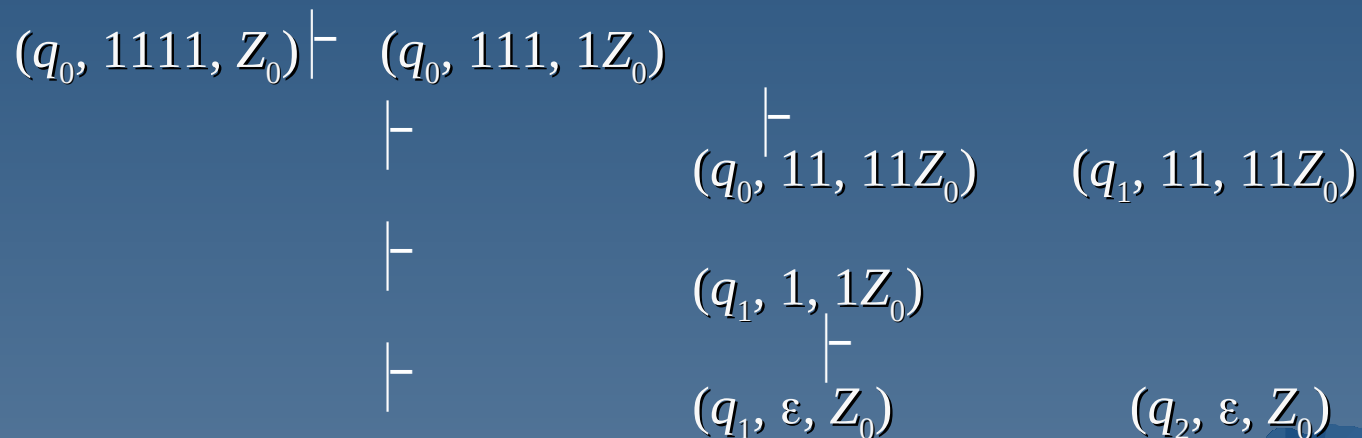 (q₀, 1111, Z₀) ⊢ (q₀, 111, 1Z₀)
⊢ ⊢
(q₀, 11, 11Z₀) (q₁, 11, 11Z₀)
⊢
(q₁, 1, 1Z₀)
⊢ ⊢
(q₁, ε, Z₀) (q₂, ε, Z₀)